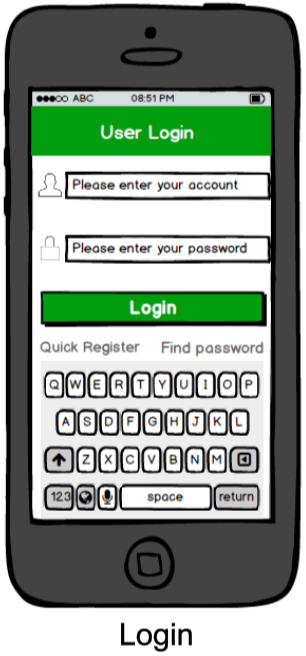 ABC 08:51 PM
User Login
Please enter your account
Please enter your password
Login
Quick Register Find password
Q W E R T Y U I O P
A S D F G H J K L
Z X C V B N M
123 space return
Login